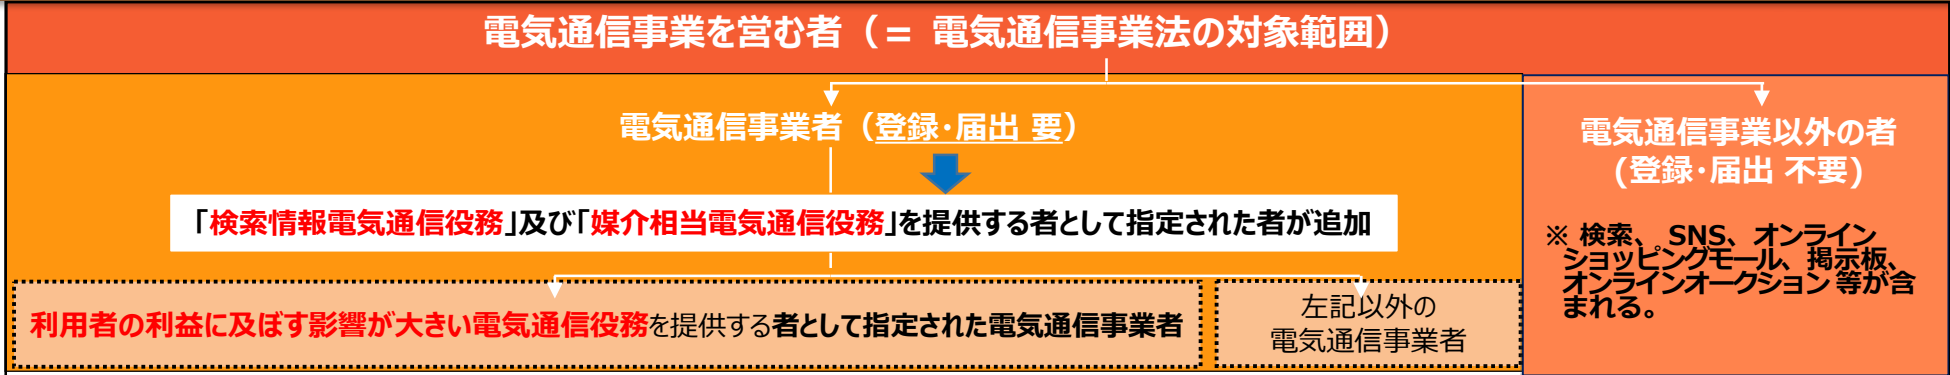 電気通信事業を営む者（＝ 電気通信事業法の対象範囲）
電気通信事業者（登録･届出 要）
「検索情報電気通信役務」及び「媒介相当電気通信役務」を提供する者として指定された者が追加
利用者の利益に及ぼす影響が大きい電気通信役務を提供する者として指定された電気通信事業者
左記以外の
電気通信事業者
電気通信事業以外の者
(登録･届出 不要)
※ 検索、 SNS、オンライン
ショッピングモール、掲示板、
オンラインオークション 等が含
まれる。